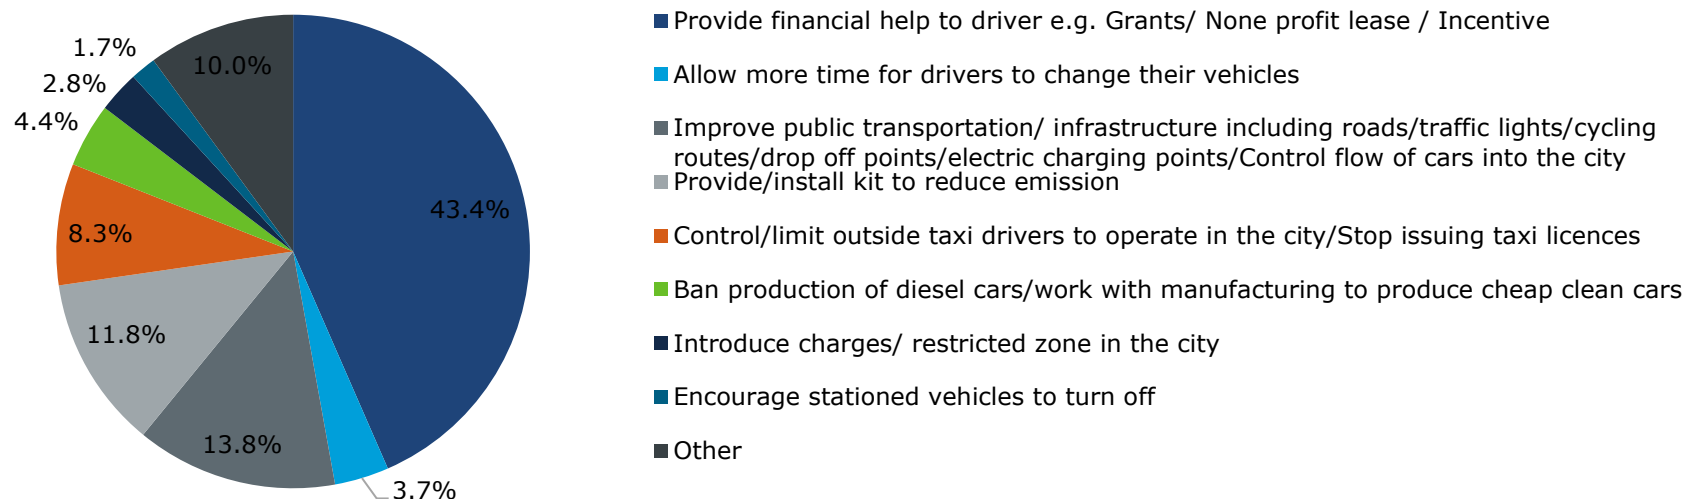 1.7%
2.8%
4.4%
8.3%
11.8%
13.8%
3.7%
43.4%
10.0%
Provide financial help to driver e.g. Grants/ None profit lease / Incentive
Allow more time for drivers to change their vehicles
Improve public transportation/ infrastructure including roads/traffic lights/cycling
routes/drop off points/electric charging points/Control flow of cars into the city
Provide/install kit to reduce emission
Control/limit outside taxi drivers to operate in the city/Stop issuing taxi licences
Ban production of diesel cars/work with manufacturing to produce cheap clean cars
Introduce charges/ restricted zone in the city
Encourage stationed vehicles to turn off
Other